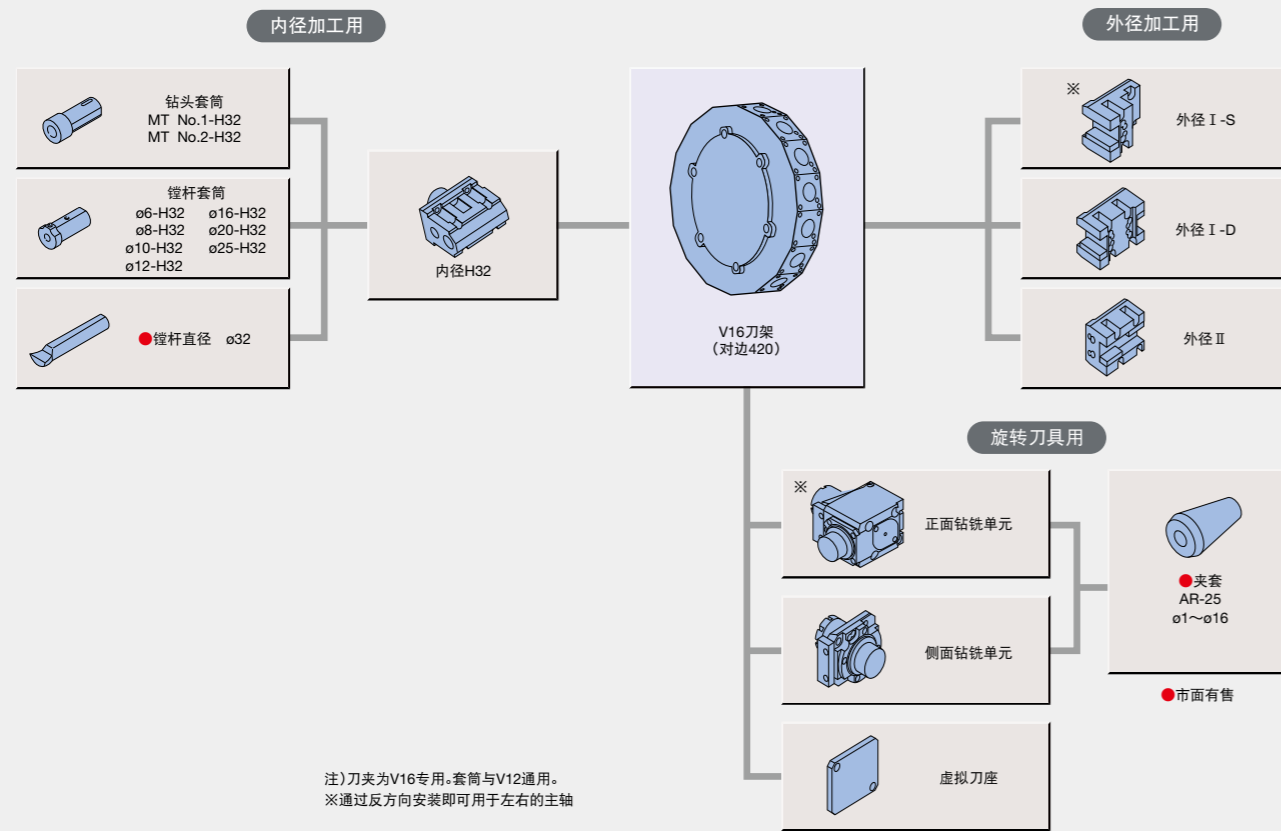 内径加工用
钻头套筒
MT No.1-H32
MT No.2-H32
镗杆套筒
ø6-H32 ø16-H32
ø8-H32 ø20-H32
ø10-H32 ø25-H32
ø12-H32
●镗杆直径 ø32
内径H32
V16刀架
（对边420）
外径加工用
※
外径Ⅰ-S
外径Ⅰ-D
外径Ⅱ
旋转刀具用
※
正面钻铣单元
侧面钻铣单元
虚拟刀座
●夹套
AR-25
ø1～ø16
●市面有售
注）刀夹为V16专用。套筒与V12通用。
※通过反方向安装即可用于左右的主轴